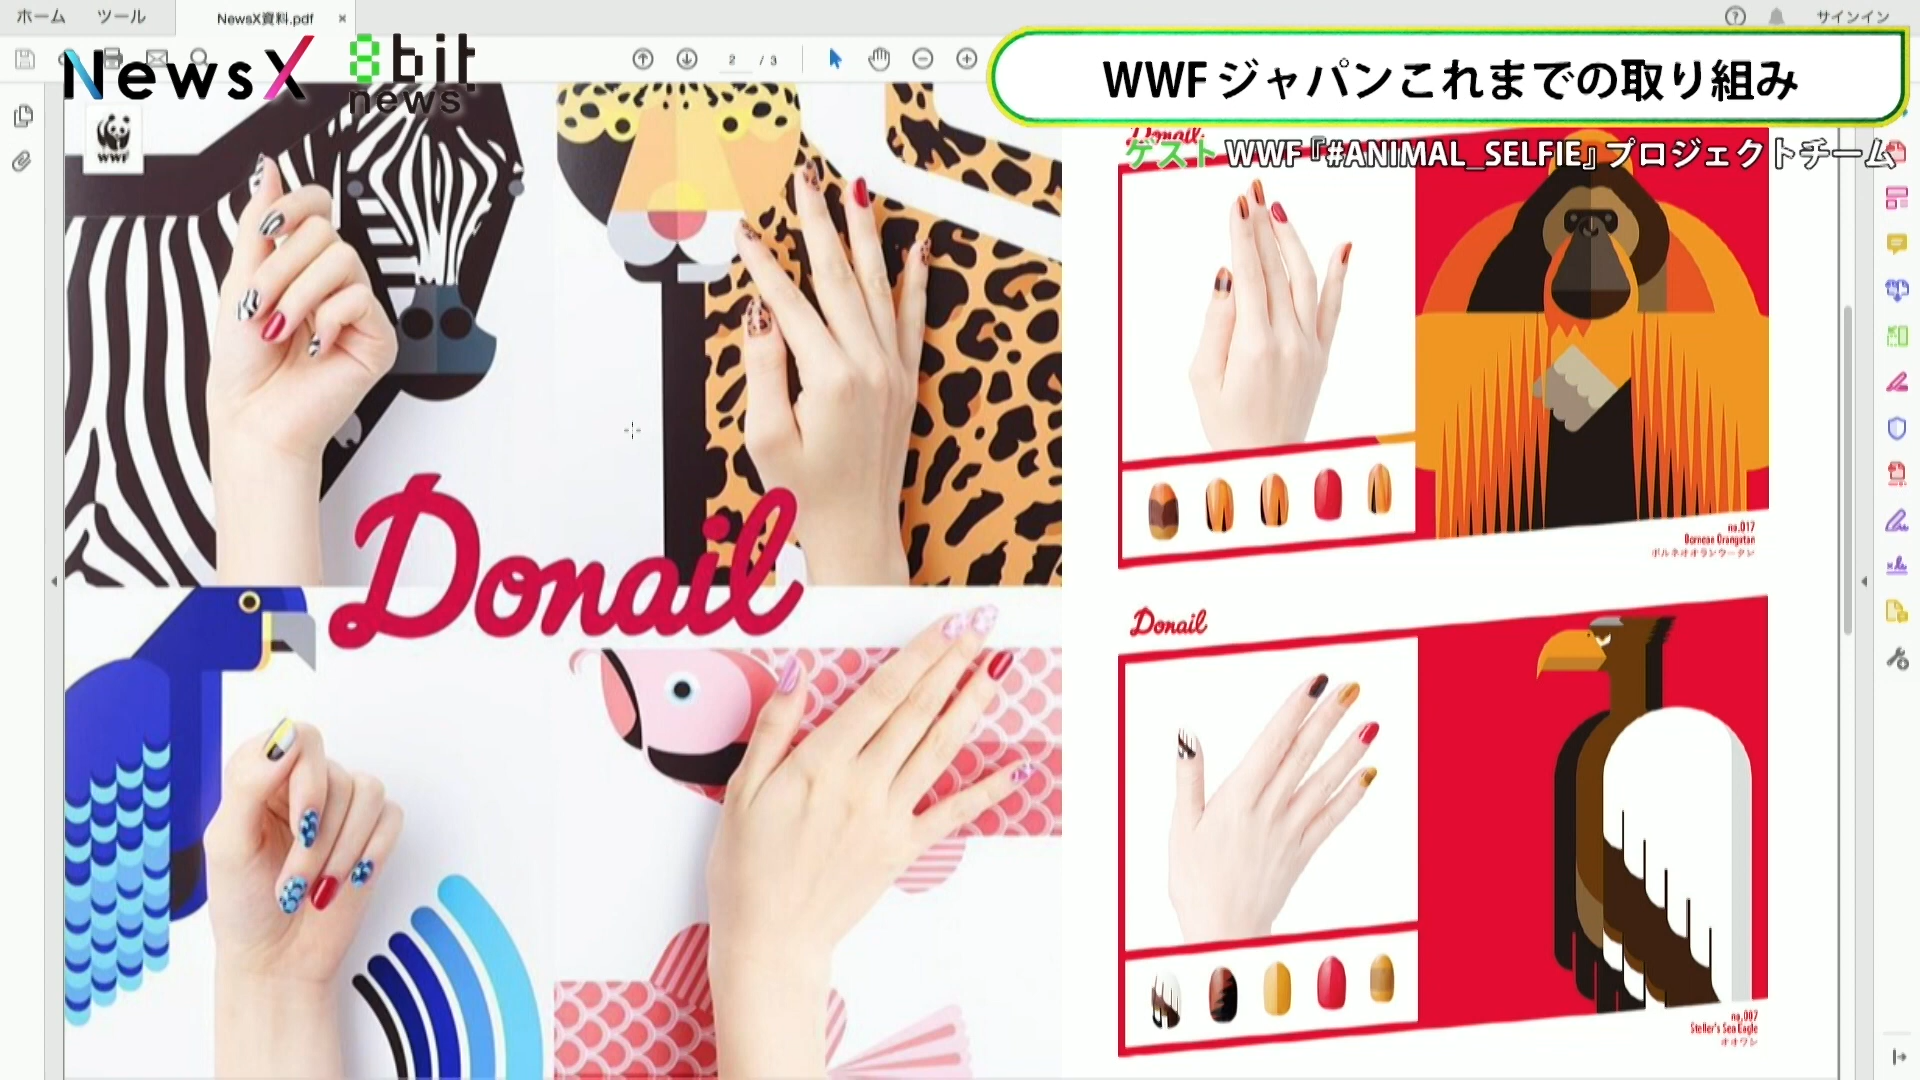 ホーム ツール NewsX資料.pdf × サインイン
NewsX 8bit news
2 / 3
WWFジャパンこれまでの取り組み
ゲスト WWF『#ANIMAL_SELFIE』プロジェクトチーム
WWF
Donail
Donail
no.017
Bornean Orangutan
ボルネオオランウータン
Donail
no.007
Steller's Sea Eagle
オオワシ